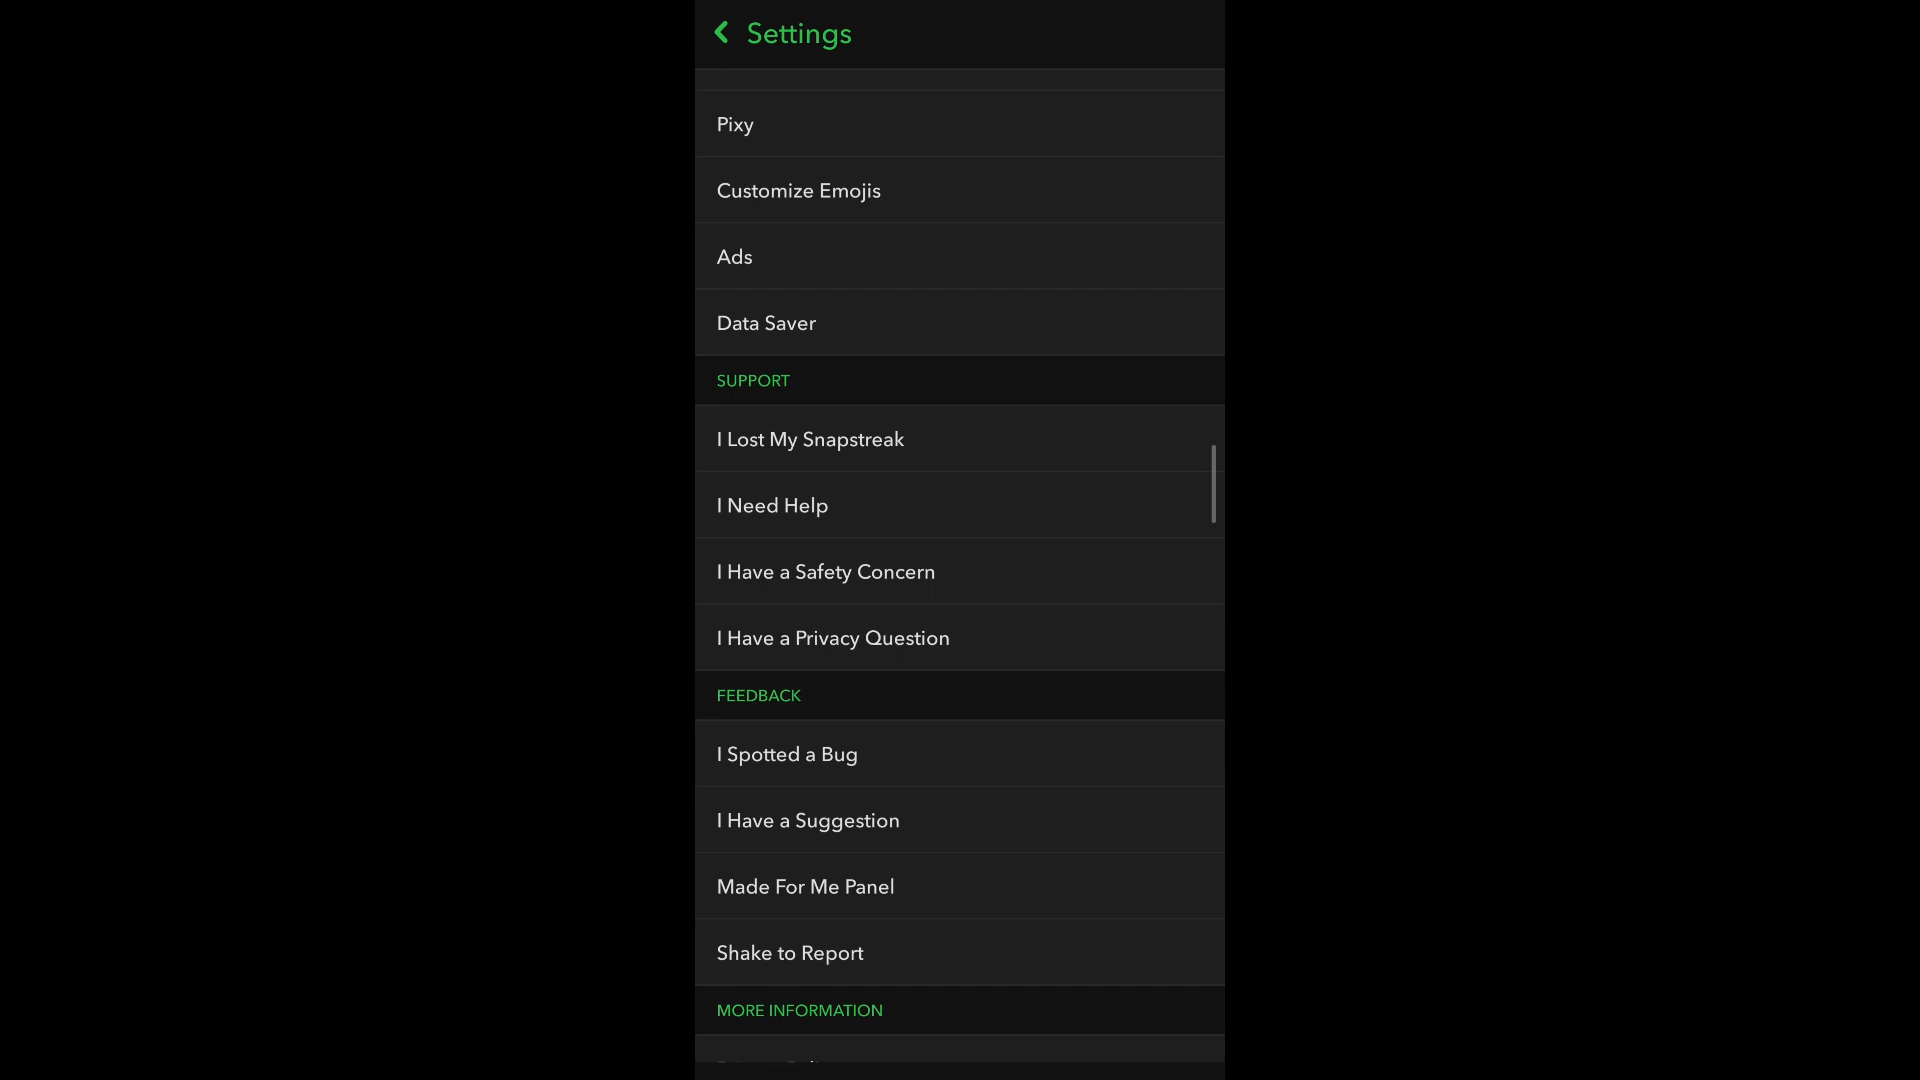 Settings
Pixy
Customize Emojis
Ads
Data Saver
SUPPORT
I Lost My Snapstreak
I Need Help
I Have a Safety Concern
I Have a Privacy Question
FEEDBACK
I Spotted a Bug
I Have a Suggestion
Made For Me Panel
Shake to Report
MORE INFORMATION